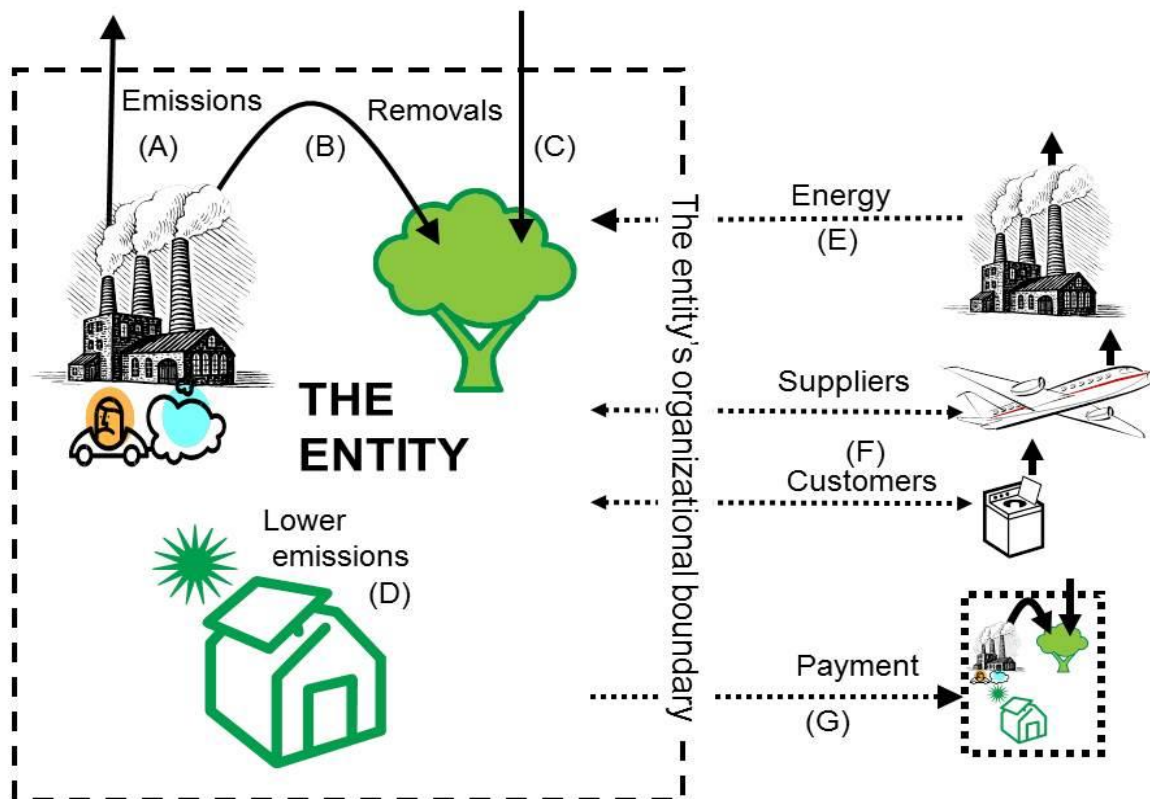 Emissions
(A)
(B)
Removals
(C)
THE
ENTITY
Lower
emissions
(D)
The entity's organizational boundary
Energy
(E)
Suppliers
(F)
Customers
Payment
(G)